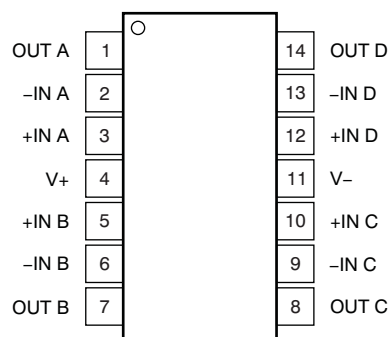 OUT A 1 14 OUT D
−IN A 2 13 −IN D
+IN A 3 12 +IN D
V+ 4 11 V−
+IN B 5 10 +IN C
−IN B 6 9 −IN C
OUT B 7 8 OUT C